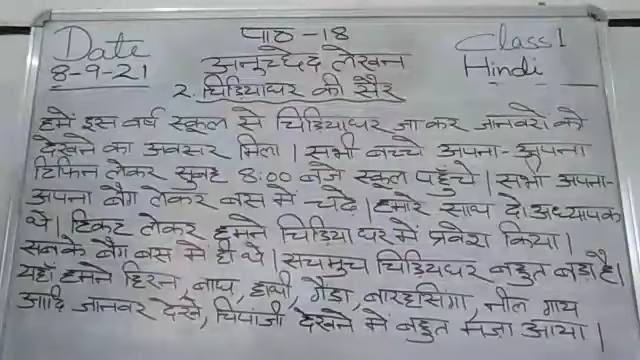 Date
8-9-21
पाठ -18
अनुच्छेद लेखन
Class 1
Hindi
2. चिड़ियाघर की सैर
हमें इस वर्ष स्कूल से चिड़ियाघर जा कर जानवरो को
देखने का अवसर मिला। सभी बच्चे अपना-अपना
टिफिन लेकर सुबह 8:00 बजे स्कूल पहुँचे। सभी अपना-
अपना बैग लेकर बस में चढ़े। हमारे साथ दो अध्यापक
थे। टिकट लेकर हमने चिड़िया घर में प्रवेश किया।
सबके बैग बस मे ही थे। सचमुच चिड़ियघर बहुत बड़ा है।
यहाँ हमने हिरन, बाघ, हाथी, गैंडा, बारहसिंगा, नील गाय
आदि जानवर देखे, चिपांजी देखने में बहुत मज़ा आया।